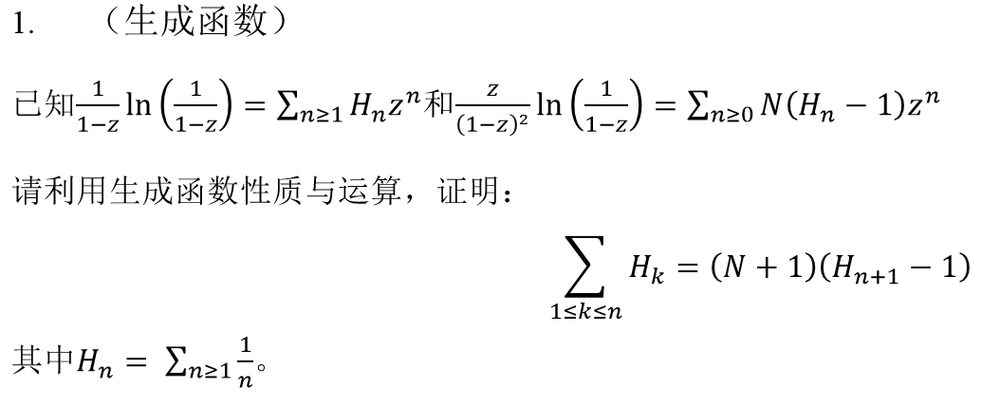 1. （生成函数）
已知$\frac{1}{1-z}\ln\left(\frac{1}{1-z}\right) = \sum_{n\geq 1} H_n z^n$和$\frac{z}{(1-z)^2}\ln\left(\frac{1}{1-z}\right) = \sum_{n\geq 0} N(H_n - 1)z^n$
请利用生成函数性质与运算，证明：
$\sum_{1\leq k\leq n} H_k = (N + 1)(H_{n+1} - 1)$
其中$H_n = \sum_{n\geq 1}\frac{1}{n}$。